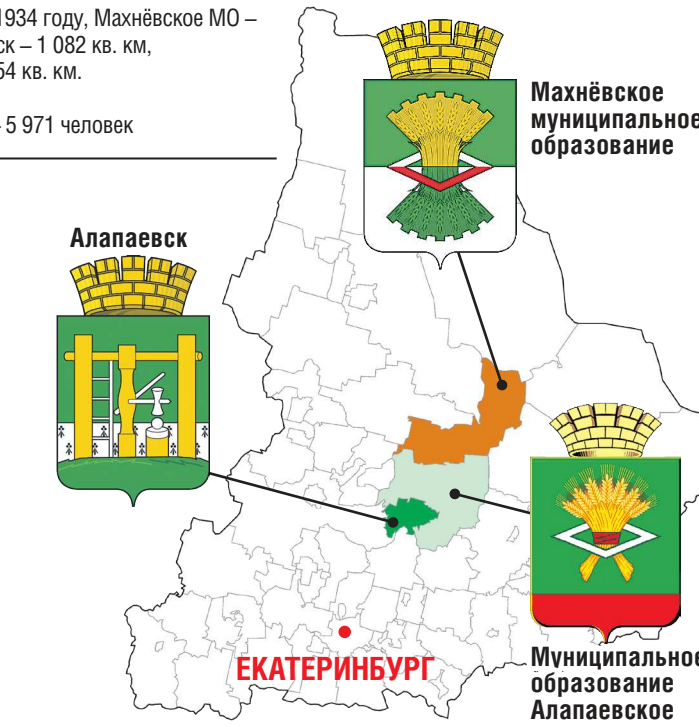 1934 году, Махнёвское МО –
ск – 1 082 кв. км,
54 кв. км.
- 5 971 человек
Махнёвское
муниципальное
образование
Алапаевск
ЕКАТЕРИНБУРГ
Муниципальное
образование
Алапаевское